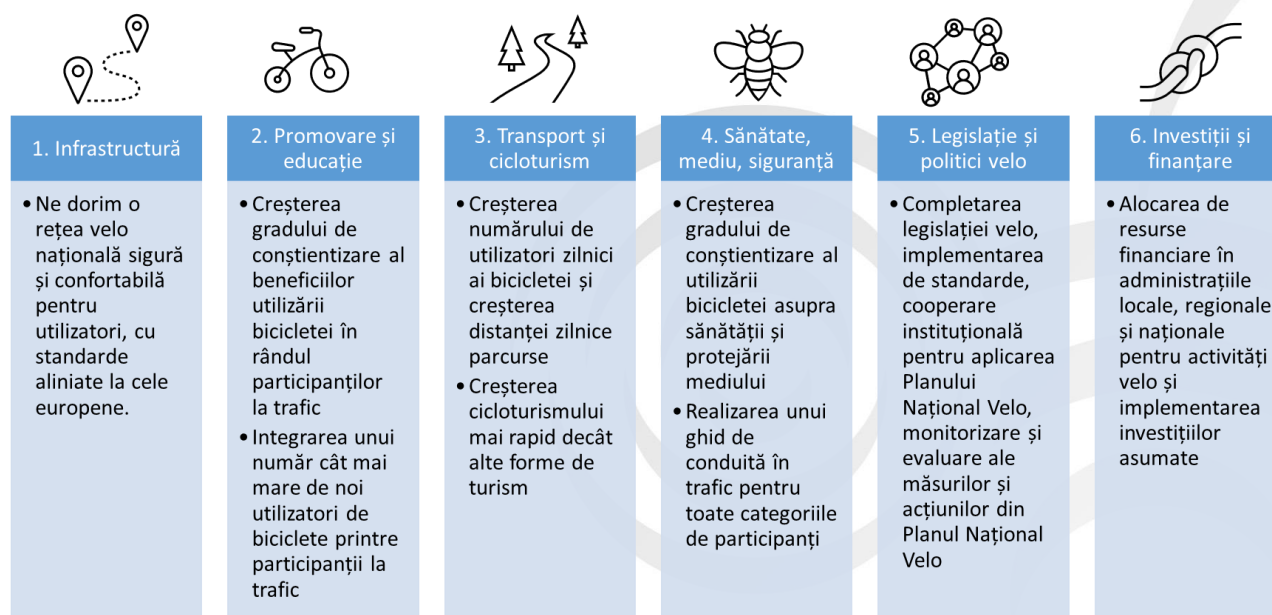 1. Infrastructură
• Ne dorim o
rețea velo
națională sigură
și confortabilă
pentru
utilizatori, cu
standarde
aliniate la cele
europene.
2. Promovare și
educație
• Creșterea
gradului de
conștientizare al
beneficiilor
utilizării
bicicletei în
rândul
participanților
la trafic
• Integrarea unui
număr cât mai
mare de noi
utilizatori de
biciclete printre
participanții la
trafic
3. Transport și
cicloturism
• Creșterea
numărului de
utilizatori zilnici
ai bicicletei și
creșterea
distanței zilnice
parcurse
• Creșterea
cicloturismului
mai rapid decât
alte forme de
turism
4. Sănătate,
mediu, siguranță
• Creșterea
gradului de
conștientizare al
utilizării
bicicletei asupra
sănătății și
protejării
mediului
• Realizarea unui
ghid de
conduită în
trafic pentru
toate categoriile
de participanți
5. Legislație și
politici velo
• Completarea
legislației velo,
implementarea
de standarde,
cooperare
instituțională
pentru aplicarea
Planului
Național Velo,
monitorizare și
evaluare ale
măsurilor și
acțiunilor din
Planul Național
Velo
6. Investiții și
finanțare
• Alocarea de
resurse
financiare în
administrațiile
locale, regionale
și naționale
pentru activități
velo și
implementarea
investițiilor
asumate